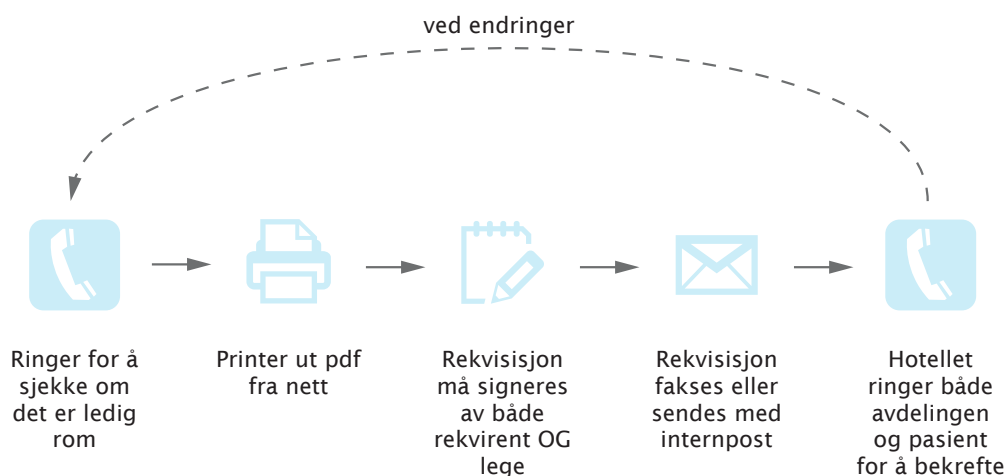 ved endringer
Ringer for å
sjekke om
det er ledig
rom
Printer ut pdf
fra nett
Rekvisisjon
må signeres
av både
rekvirent OG
lege
Rekvisisjon
fakses eller
sendes med
internpost
Hotellet
ringer både
avdelingen
og pasient
for å bekrefte